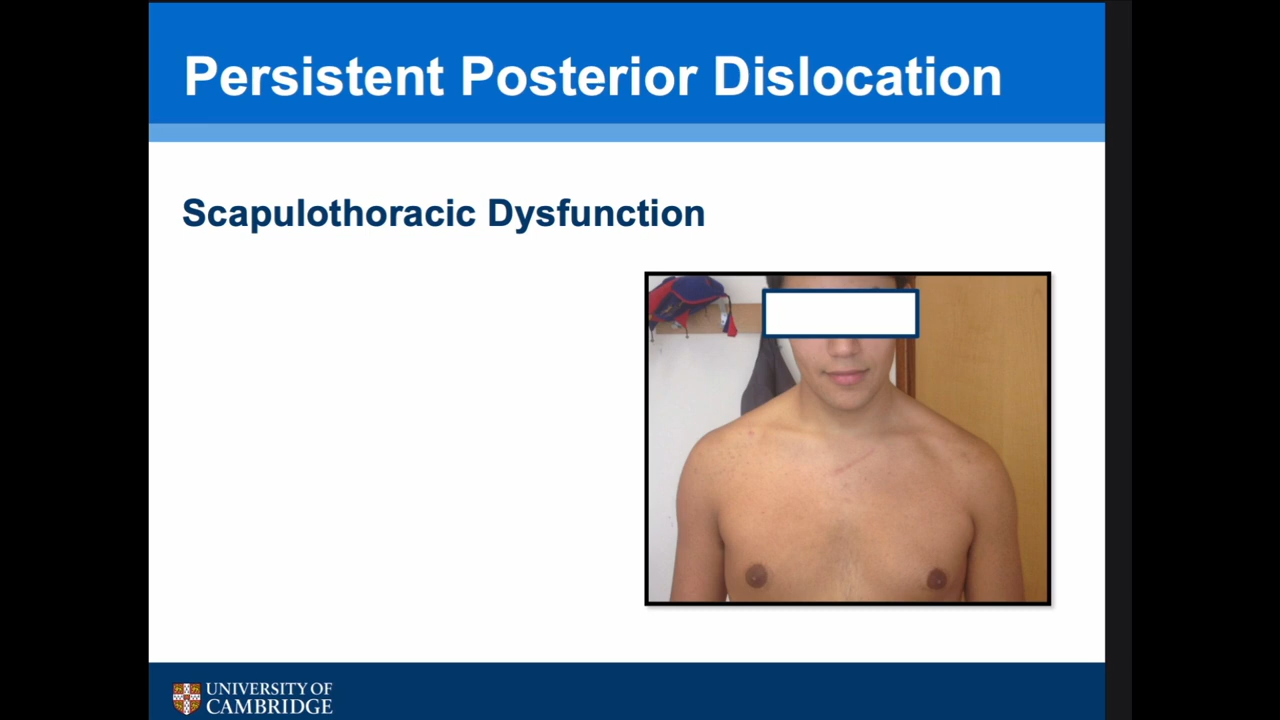 Persistent Posterior Dislocation
Scapulothoracic Dysfunction
UNIVERSITY OF
CAMBRIDGE